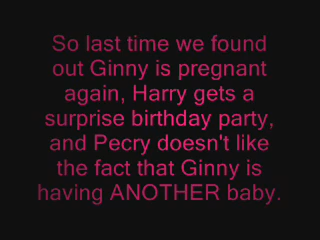 So last time we found
out Ginny is pregnant
again, Harry gets a
surprise birthday party,
and Pecry doesn't like
the fact that Ginny is
having ANOTHER baby.